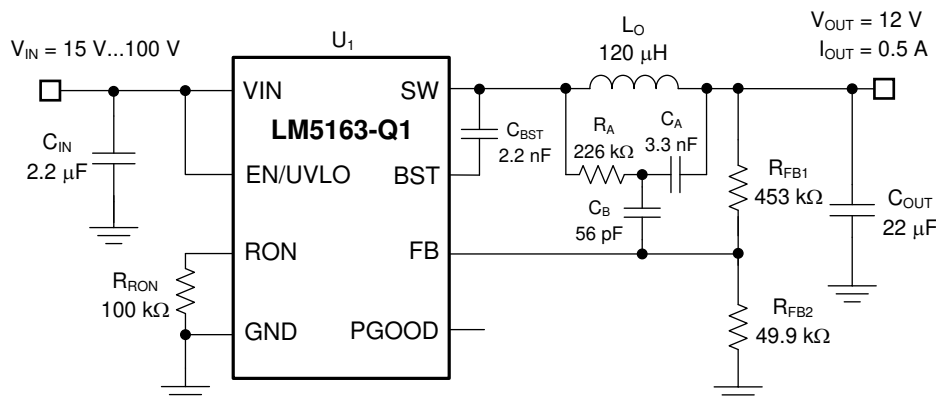 V_IN = 15 V...100 V
U_1
L_O
120 μH
V_OUT = 12 V
I_OUT = 0.5 A
VIN
SW
LM5163-Q1
C_IN
2.2 μF
EN/UVLO
BST
C_BST
2.2 nF
R_A
226 kΩ
C_A
3.3 nF
R_FB1
453 kΩ
C_OUT
22 μF
C_B
56 pF
RON
FB
R_RON
100 kΩ
GND
PGOOD
R_FB2
49.9 kΩ